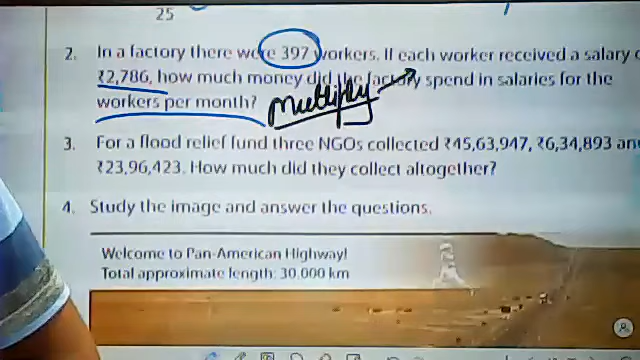 25
2. In a factory there were 397 workers. If each worker received a salary
₹2,786, how much money did the factory spend in salaries for the
workers per month?
multiply
3. For a flood relief fund three NGOs collected ₹45,63,947, ₹6,34,893 an
₹23,96,423. How much did they collect altogether?
4. Study the image and answer the questions.
Welcome to Pan-American Highway!
Total approximate length: 30,000 km